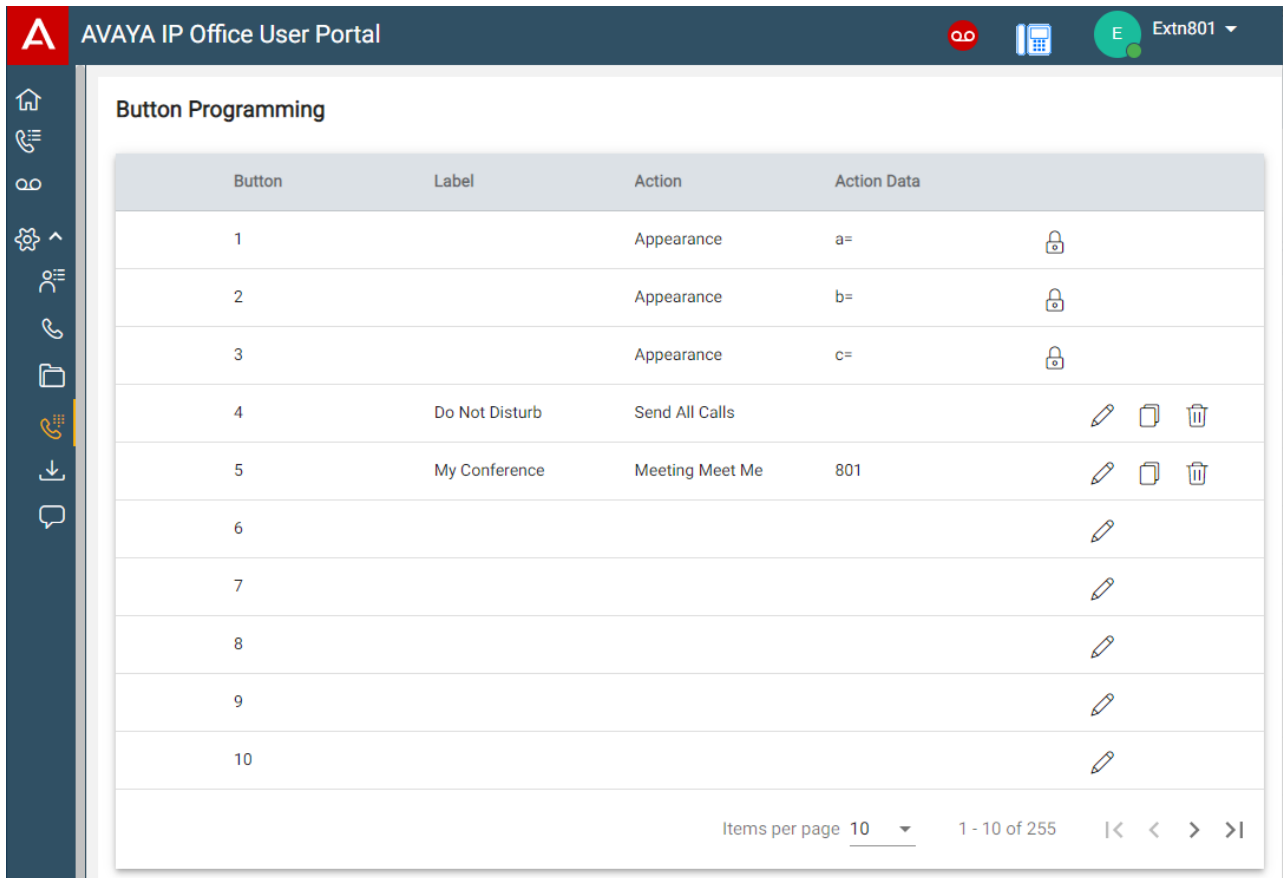 AVAYA IP Office User Portal
E
Extn801
Button Programming
Button Label Action Action Data
1 Appearance a=
2 Appearance b=
3 Appearance c=
4 Do Not Disturb Send All Calls
5 My Conference Meeting Meet Me 801
6
7
8
9
10
Items per page 10 1 - 10 of 255